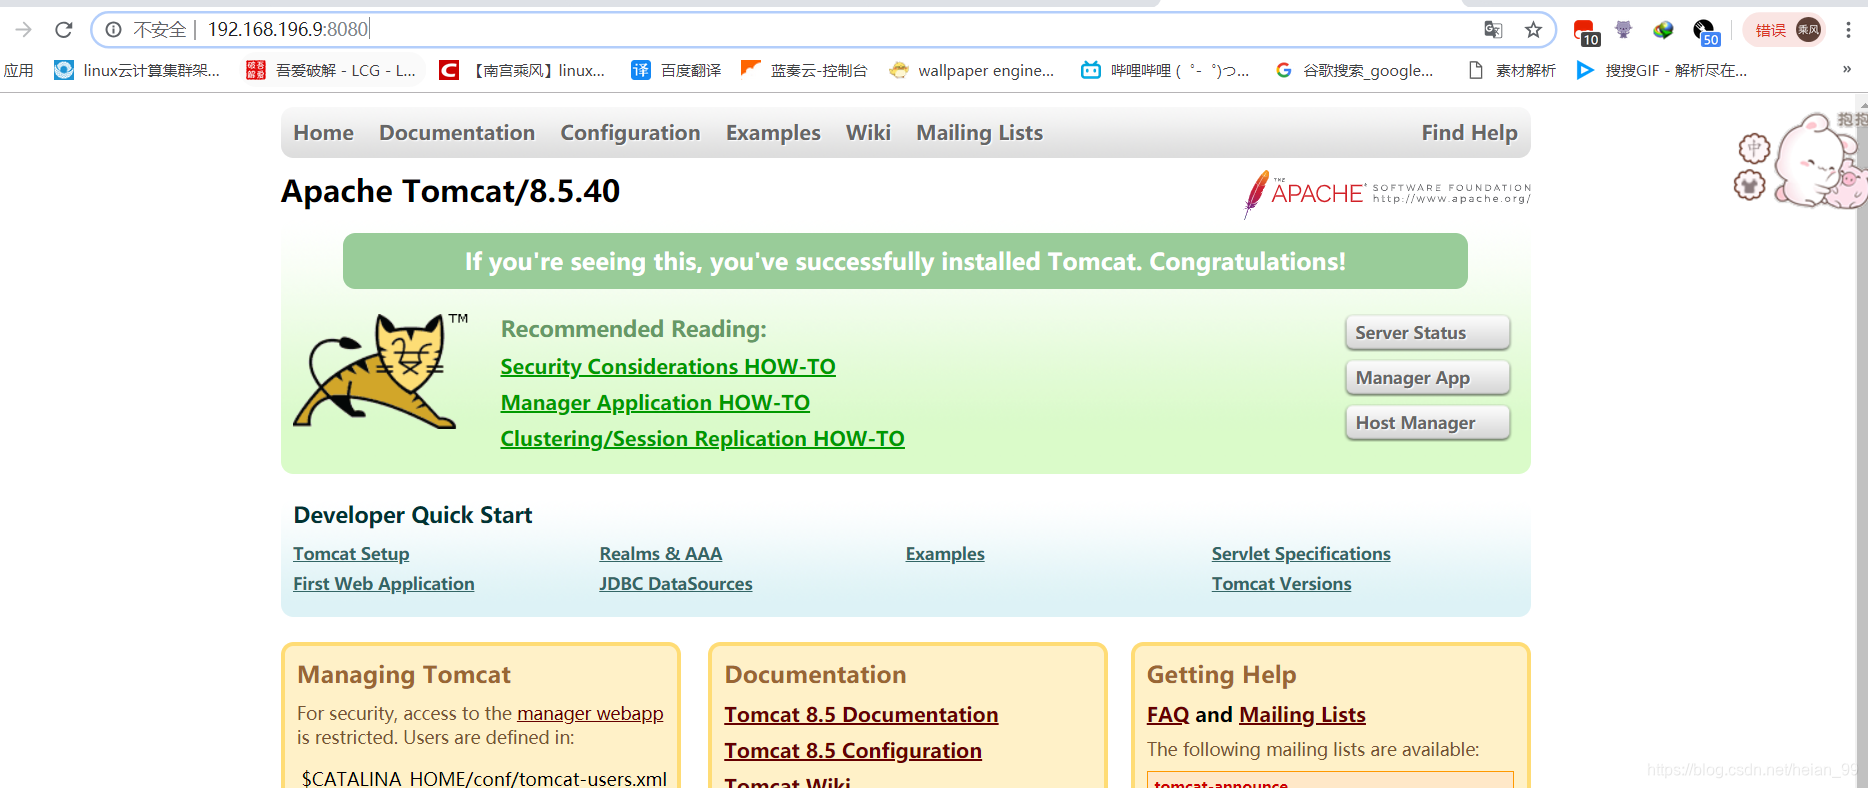 不安全 | 192.168.196.9:8080
10
50
错误
乘风
应用 linux云计算集群架... 吾爱破解 - LCG - L... 【南宫乘风】linux... 百度翻译 蓝奏云-控制台 wallpaper engine... 哔哩哔哩 ( ゜- ゜)つ... 谷歌搜索_google... 素材解析 搜搜GIF - 解析尽在... »
Home Documentation Configuration Examples Wiki Mailing Lists Find Help
抱抱
中
Apache Tomcat/8.5.40
THE APACHE SOFTWARE FOUNDATION
http://www.apache.org/
If you're seeing this, you've successfully installed Tomcat. Congratulations!
TM
Recommended Reading:
Security Considerations HOW-TO
Manager Application HOW-TO
Clustering/Session Replication HOW-TO
Server Status
Manager App
Host Manager
Developer Quick Start
Tomcat Setup Realms & AAA Examples Servlet Specifications
First Web Application JDBC DataSources Tomcat Versions
Managing Tomcat
For security, access to the manager webapp
is restricted. Users are defined in:
$CATALINA_HOME/conf/tomcat-users.xml
Documentation
Tomcat 8.5 Documentation
Tomcat 8.5 Configuration
Tomcat Wiki
Getting Help
FAQ and Mailing Lists
The following mailing lists are available:
tomcat-announce
https://blog.csdn.net/heian_99